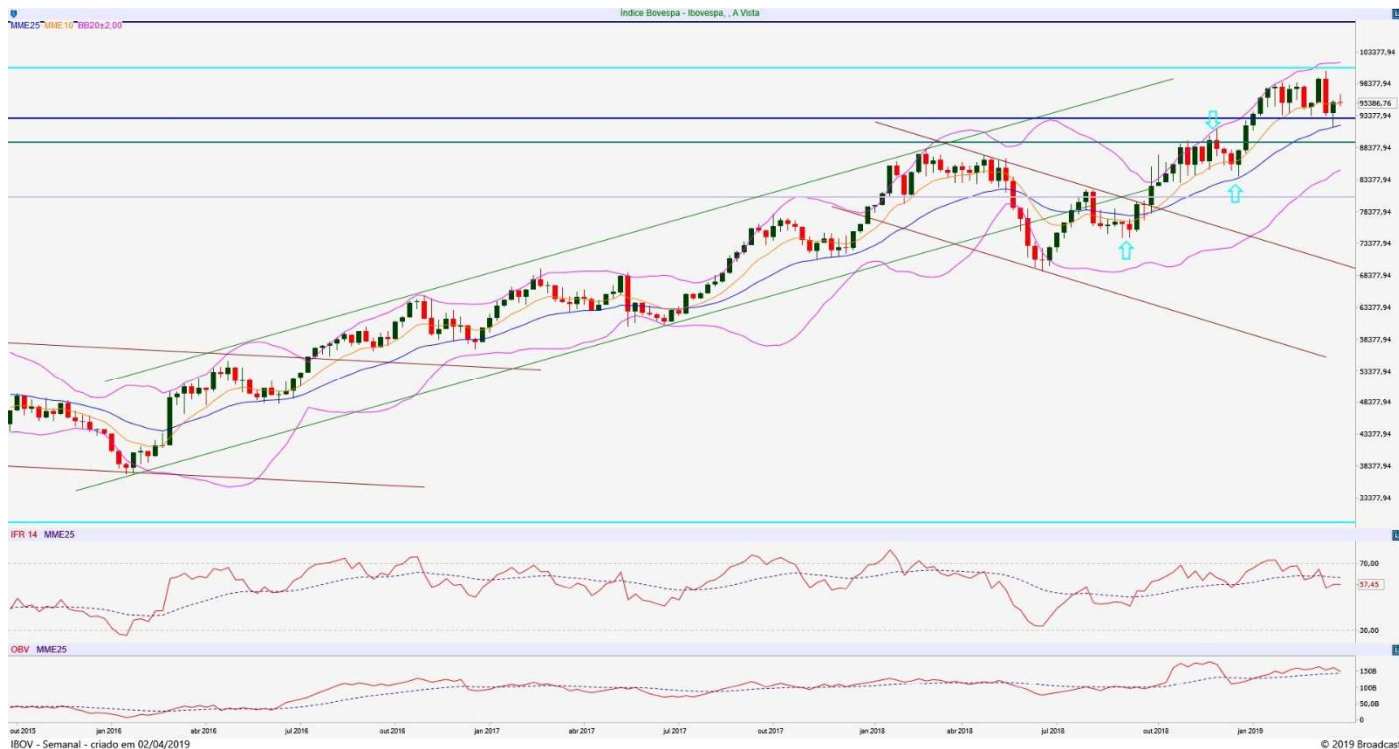 Índice Bovespa - Ibovespa, , A Vista
MME25 MME10 BB20±2,00
103377,94
98377,94
95386,76
93377,94
88377,94
83377,94
78377,94
73377,94
68377,94
63377,94
58377,94
53377,94
48377,94
43377,94
38377,94
33377,94
IFR 14 MME25
70,00
57,45
30,00
OBV MME25
150B
100B
50,0B
0
out 2015 jan 2016 abr 2016 jul 2016 out 2016 jan 2017 abr 2017 jul 2017 out 2017 jan 2018 abr 2018 jul 2018 out 2018 jan 2019
IBOV - Semanal - criado em 02/04/2019 © 2019 Broadcast